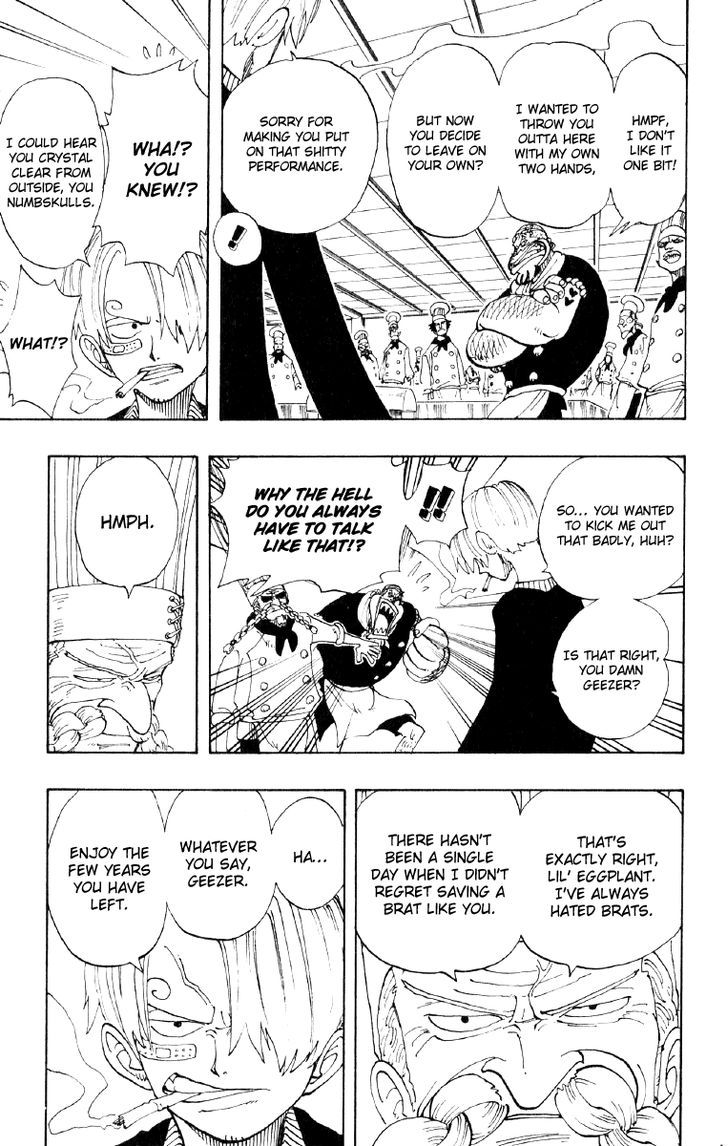 HMPF,
I DON'T
LIKE IT
ONE BIT!
I WANTED TO
THROW YOU
OUTTA HERE
WITH MY OWN
TWO HANDS,
BUT NOW
YOU DECIDE
TO LEAVE ON
YOUR OWN?
SORRY FOR
MAKING YOU PUT
ON THAT SHITTY
PERFORMANCE.
!!
WHA!?
YOU
KNEW!?
I COULD HEAR
YOU CRYSTAL
CLEAR FROM
OUTSIDE, YOU
NUMBSKULLS.
WHAT!?
SO... YOU WANTED
TO KICK ME OUT
THAT BADLY, HUH?
IS THAT RIGHT,
YOU DAMN
GEEZER?
!!
WHY THE HELL
DO YOU ALWAYS
HAVE TO TALK
LIKE THAT!?
HMPH.
THAT'S
EXACTLY RIGHT,
LIL' EGGPLANT.
I'VE ALWAYS
HATED BRATS.
THERE HASN'T
BEEN A SINGLE
DAY WHEN I DIDN'T
REGRET SAVING A
BRAT LIKE YOU.
HA...
WHATEVER
YOU SAY,
GEEZER.
ENJOY THE
FEW YEARS
YOU HAVE
LEFT.